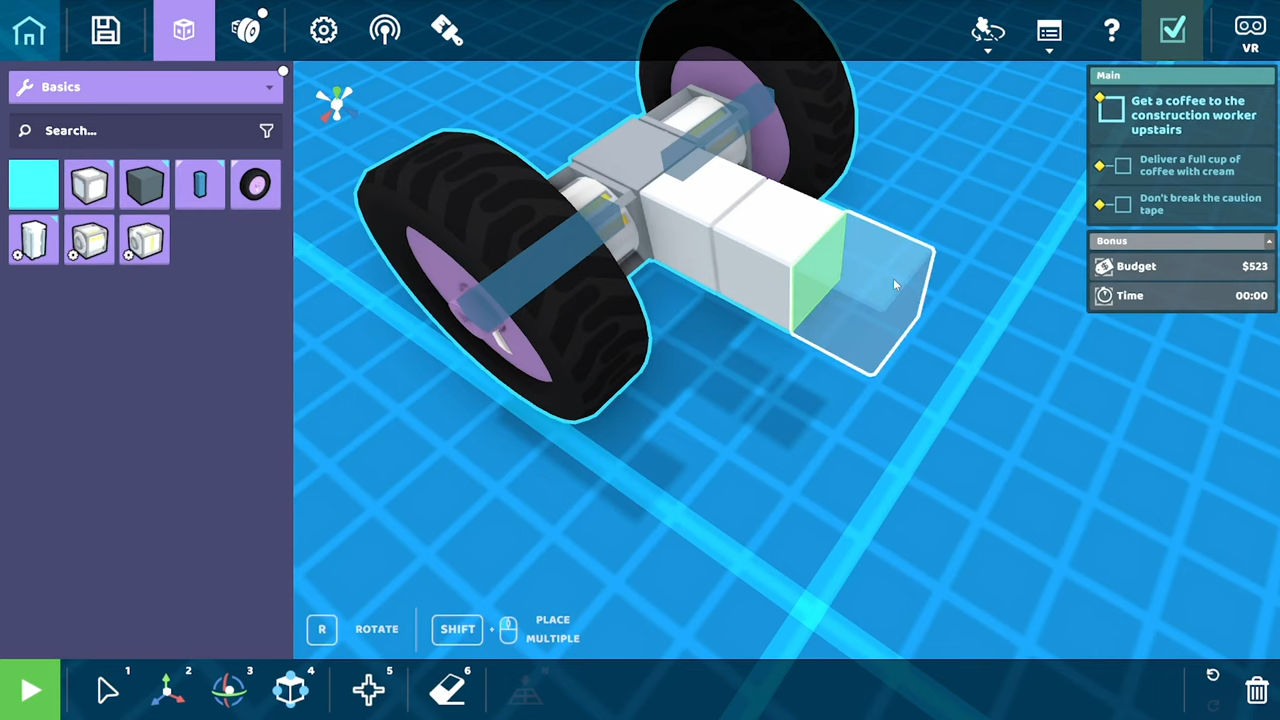 VR
Basics
Search...
Main
Get a coffee to the
construction worker
upstairs
Deliver a full cup of
coffee with cream
Don't break the caution
tape
Bonus
Budget $523
Time 00:00
R ROTATE SHIFT + PLACE
MULTIPLE
1 2 3 4 5 6